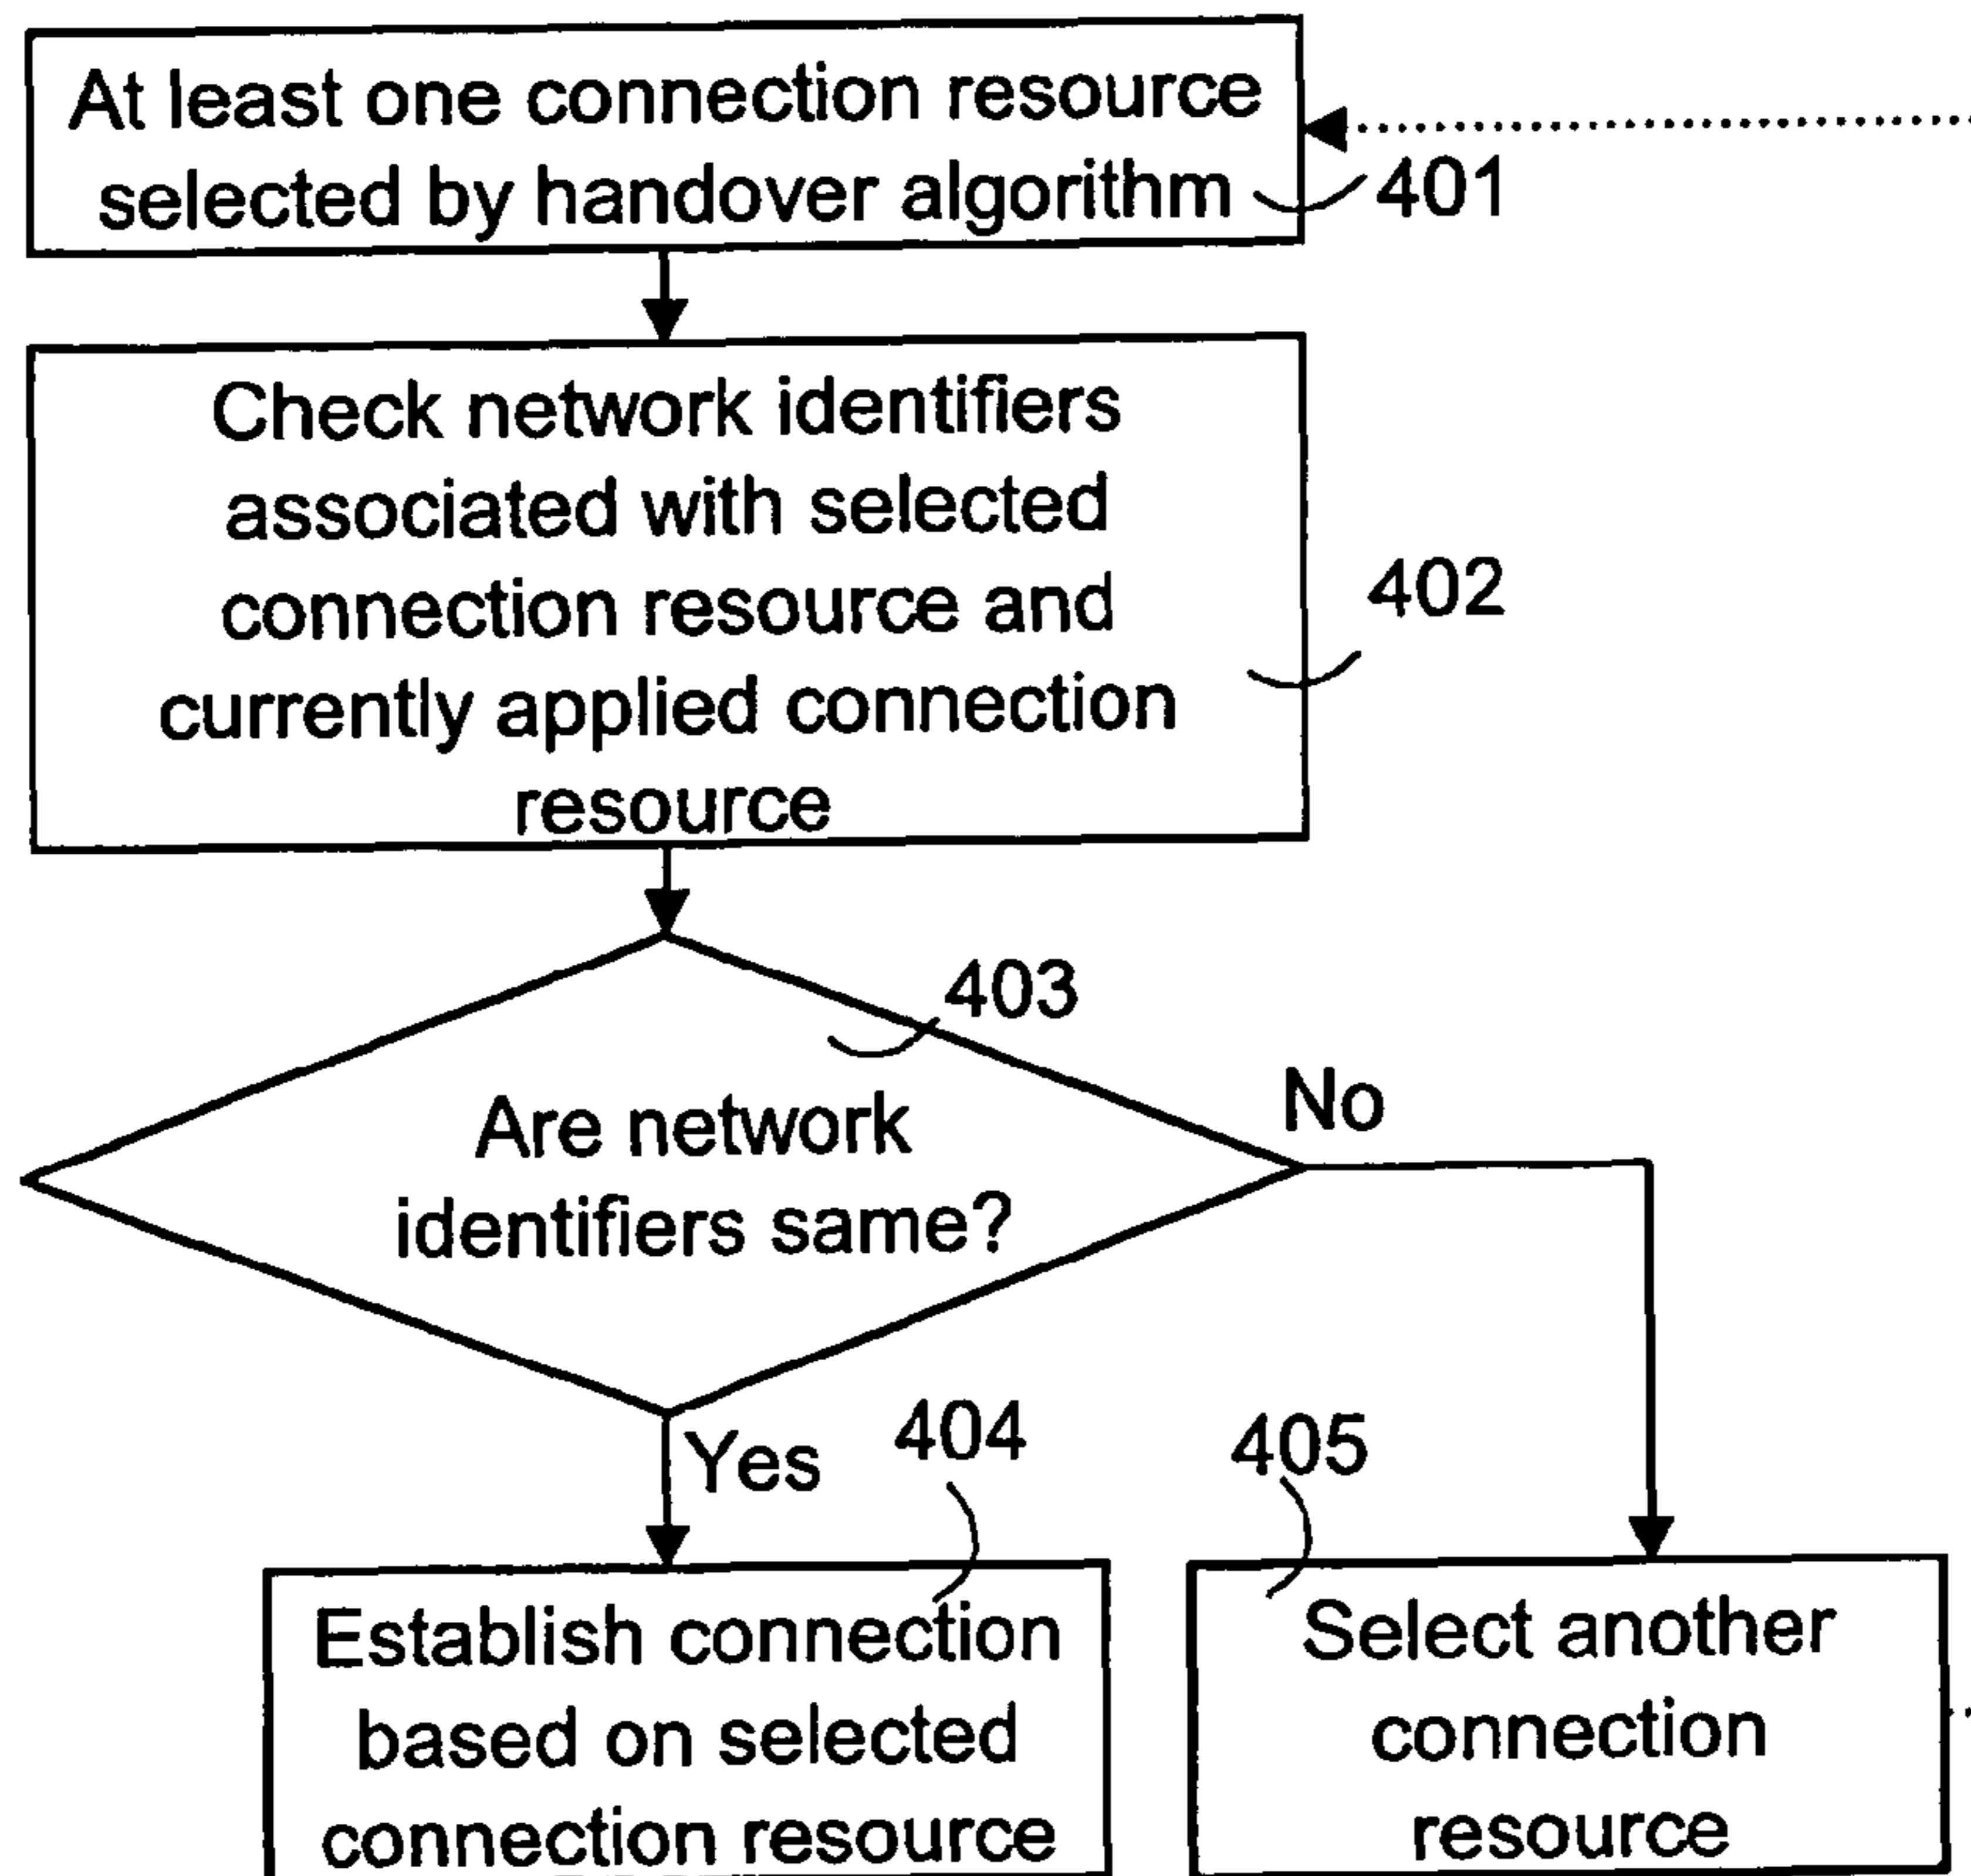 At least one connection resource
selected by handover algorithm
401
Check network identifiers
associated with selected
connection resource and
currently applied connection
resource
402
403
Are network
identifiers same?
No
Yes
404
405
Establish connection
based on selected
connection resource
Select another
connection
resource